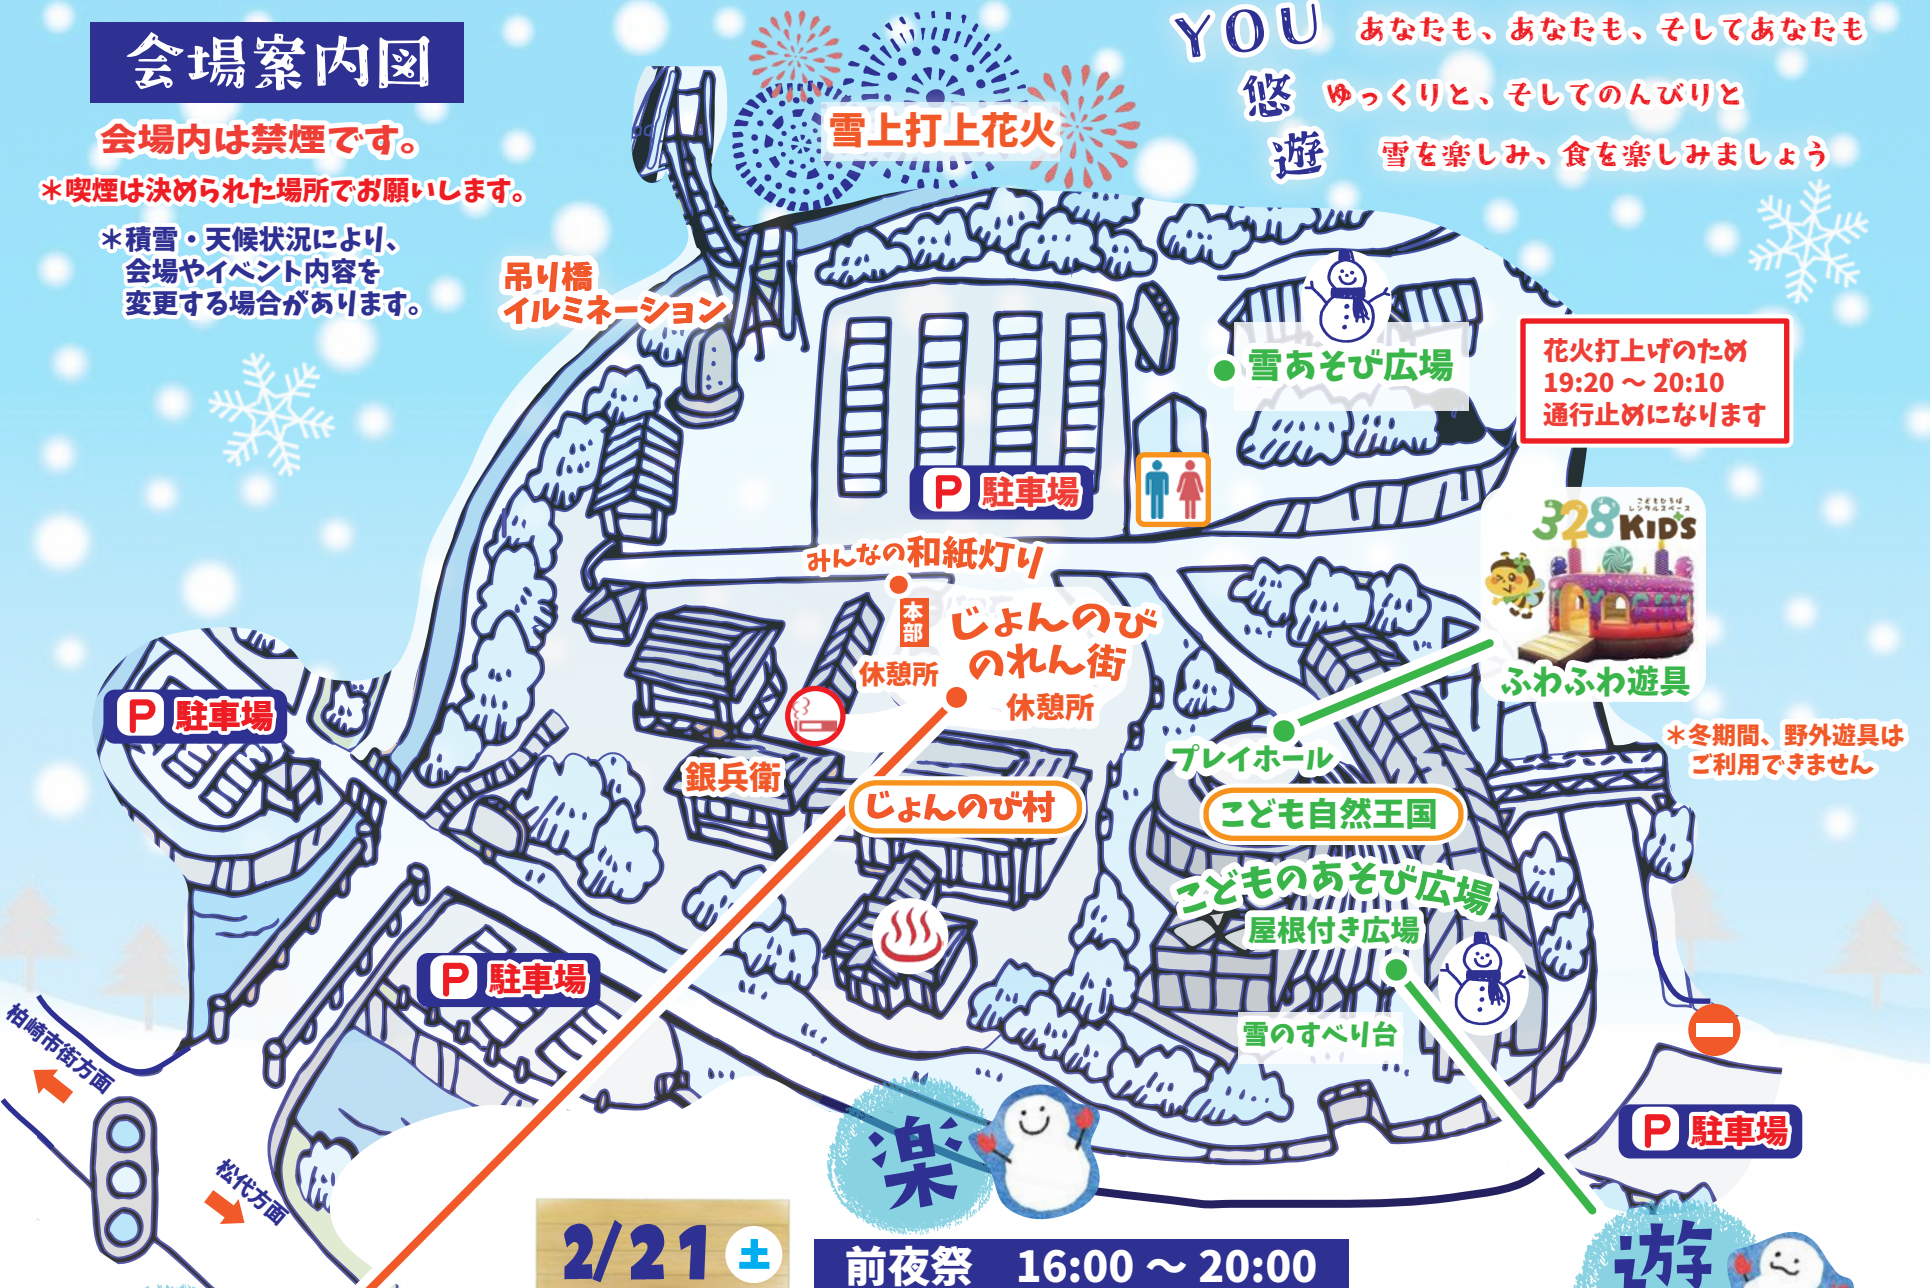 会場案内図
会場内は禁煙です。
＊喫煙は決められた場所でお願いします。
＊積雪・天候状況により、
会場やイベント内容を
変更する場合があります。
雪上打上花火
YOU
あなたも、あなたも、そしてあなたも
悠
ゆっくりと、そしてのんびりと
遊
雪を楽しみ、食を楽しみましょう
吊り橋
イルミネーション
雪あそび広場
花火打上げのため
19:20 〜 20:10
通行止めになります
P 駐車場
みんなの和紙灯り
本部
休憩所
じょんのび
のれん街
休憩所
こどもひろば
レンタルスペース
328 KID'S
ふわふわ遊具
＊冬期間、野外遊具は
ご利用できません
P 駐車場
プレイホール
銀兵衛
じょんのび村
こども自然王国
こどものあそび広場
屋根付き広場
雪のすべり台
P 駐車場
柏崎市街方面
松代方面
P 駐車場
楽
遊
2/21 土
前夜祭 16:00 〜 20:00